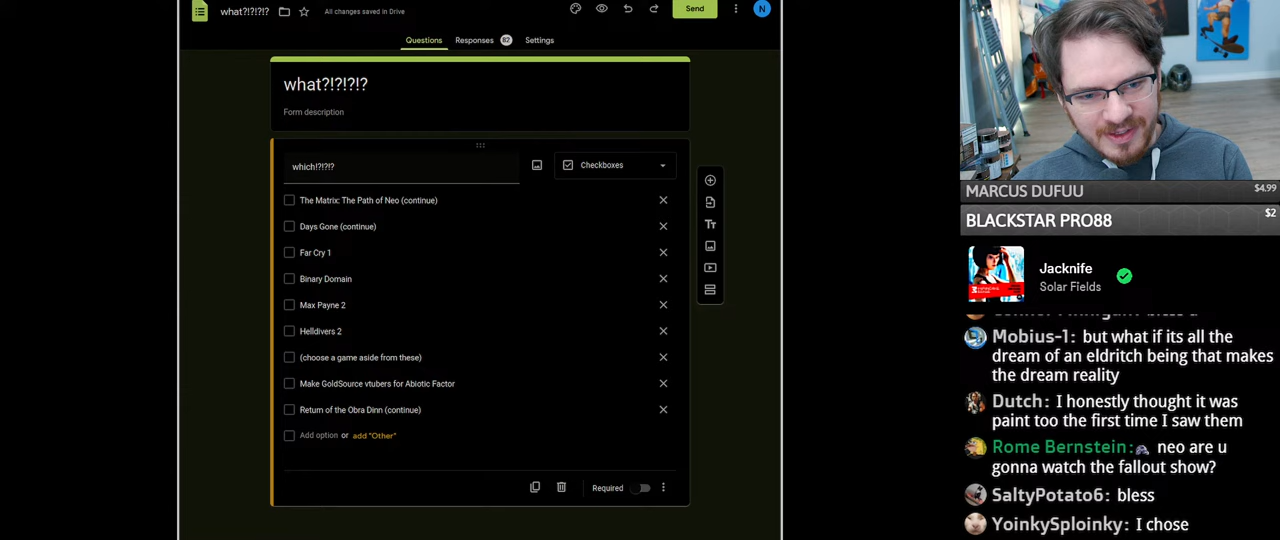 what?!?!?!?
All changes saved in Drive
Send
N
Questions
Responses 82
Settings
what?!?!?!?
Form description
which!?!?!?
Checkboxes
The Matrix: The Path of Neo (continue)
Days Gone (continue)
Far Cry 1
Binary Domain
Max Payne 2
Helldivers 2
(choose a game aside from these)
Make GoldSource vtubers for Abiotic Factor
Return of the Obra Dinn (continue)
Add option or add "Other"
Required
Tt
MARCUS DUFUU $4.99
BLACKSTAR PRO88 $2
Jacknife
Solar Fields
Mobius-1: but what if its all the
dream of an eldritch being that makes
the dream reality
Dutch: I honestly thought it was
paint too the first time I saw them
Rome Bernstein: neo are u
gonna watch the fallout show?
SaltyPotato6: bless
YoinkySploinky: I chose